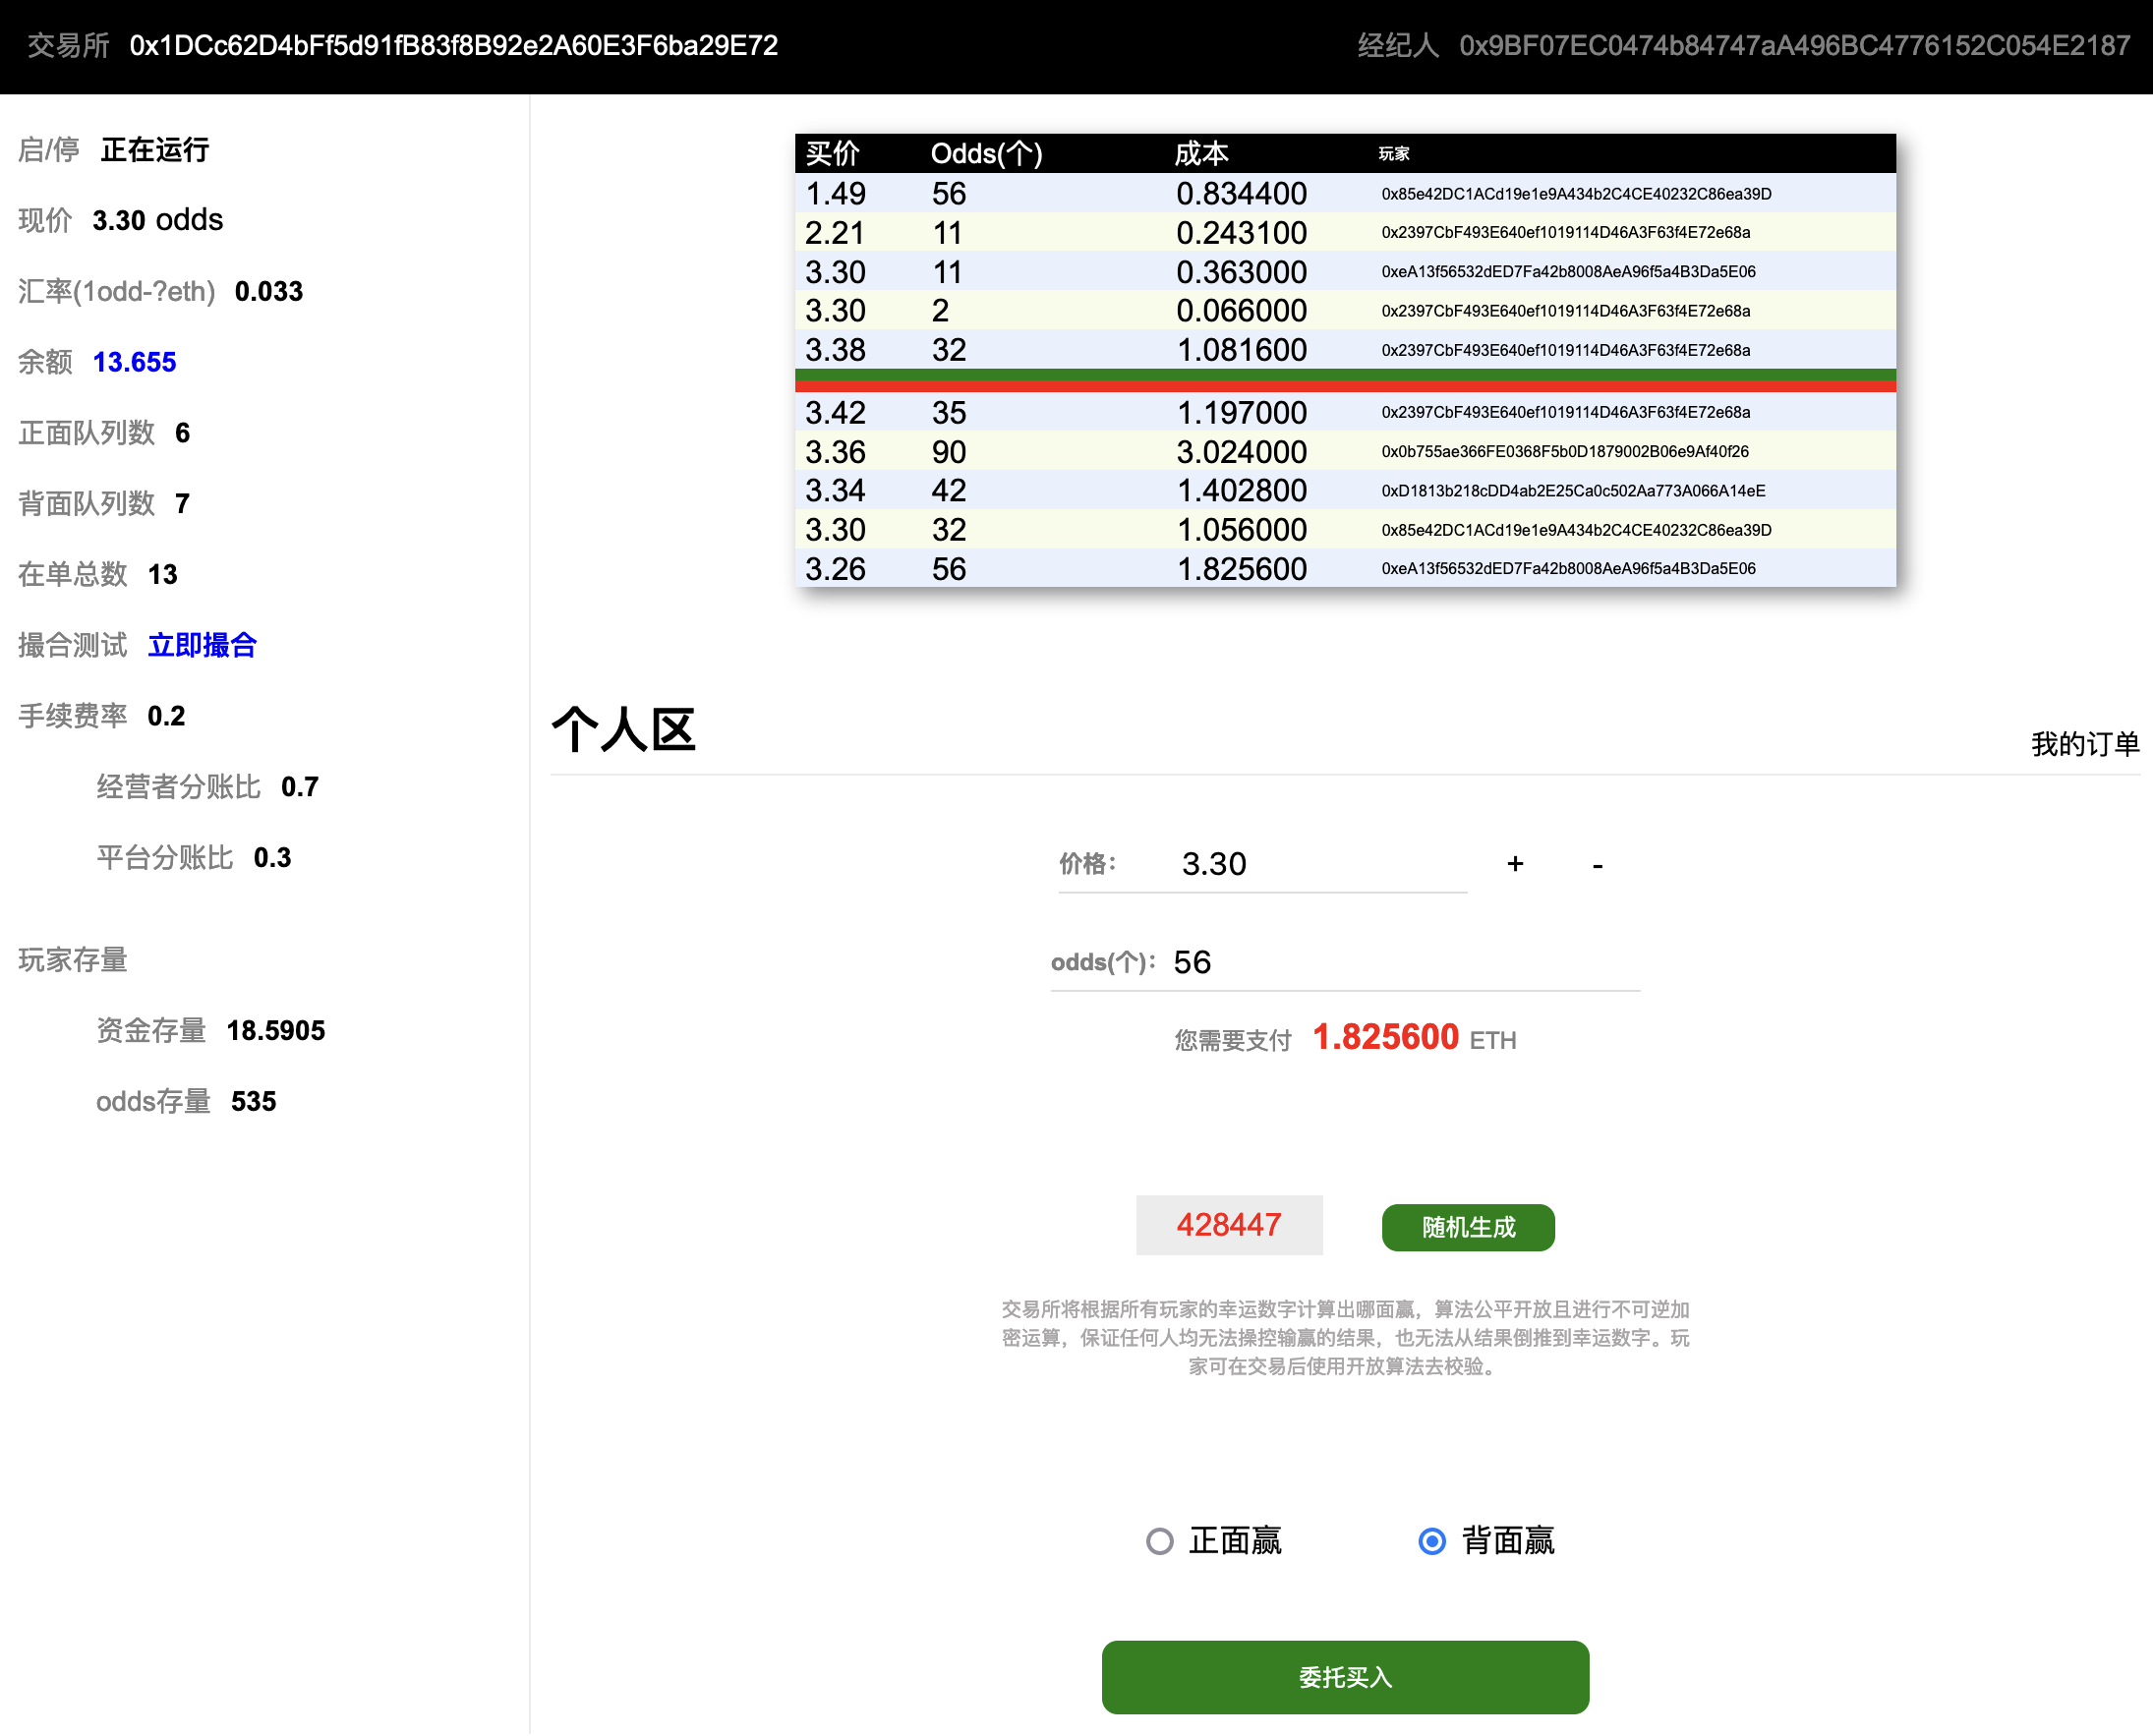 交易所 0x1DCc62D4bFf5d91fB83f8B92e2A60E3F6ba29E72
经纪人 0x9BF07EC0474b84747aA496BC4776152C054E2187
启/停 正在运行
现价 3.30 odds
汇率(1odd-?eth) 0.033
余额 13.655
正面队列数 6
背面队列数 7
在单总数 13
撮合测试 立即撮合
手续费率 0.2
经营者分账比 0.7
平台分账比 0.3
玩家存量
资金存量 18.5905
odds存量 535
买价 Odds(个) 成本 玩家
1.49 56 0.834400 0x85e42DC1ACd19e1e9A434b2C4CE40232C86ea39D
2.21 11 0.243100 0x2397CbF493E640ef1019114D46A3F63f4E72e68a
3.30 11 0.363000 0xeA13f56532dED7Fa42b8008AeA96f5a4B3Da5E06
3.30 2 0.066000 0x2397CbF493E640ef1019114D46A3F63f4E72e68a
3.38 32 1.081600 0x2397CbF493E640ef1019114D46A3F63f4E72e68a
3.42 35 1.197000 0x2397CbF493E640ef1019114D46A3F63f4E72e68a
3.36 90 3.024000 0x0b755ae366FE0368F5b0D1879002B06e9Af40f26
3.34 42 1.402800 0xD1813b218cDD4ab2E25Ca0c502Aa773A066A14eE
3.30 32 1.056000 0x85e42DC1ACd19e1e9A434b2C4CE40232C86ea39D
3.26 56 1.825600 0xeA13f56532dED7Fa42b8008AeA96f5a4B3Da5E06
个人区
我的订单
价格： 3.30 + -
odds(个)： 56
您需要支付 1.825600 ETH
428447 随机生成
交易所将根据所有玩家的幸运数字计算出哪面赢，算法公平开放且进行不可逆加
密运算，保证任何人均无法操控输赢的结果，也无法从结果倒推到幸运数字。玩
家可在交易后使用开放算法去校验。
正面赢 背面赢
委托买入